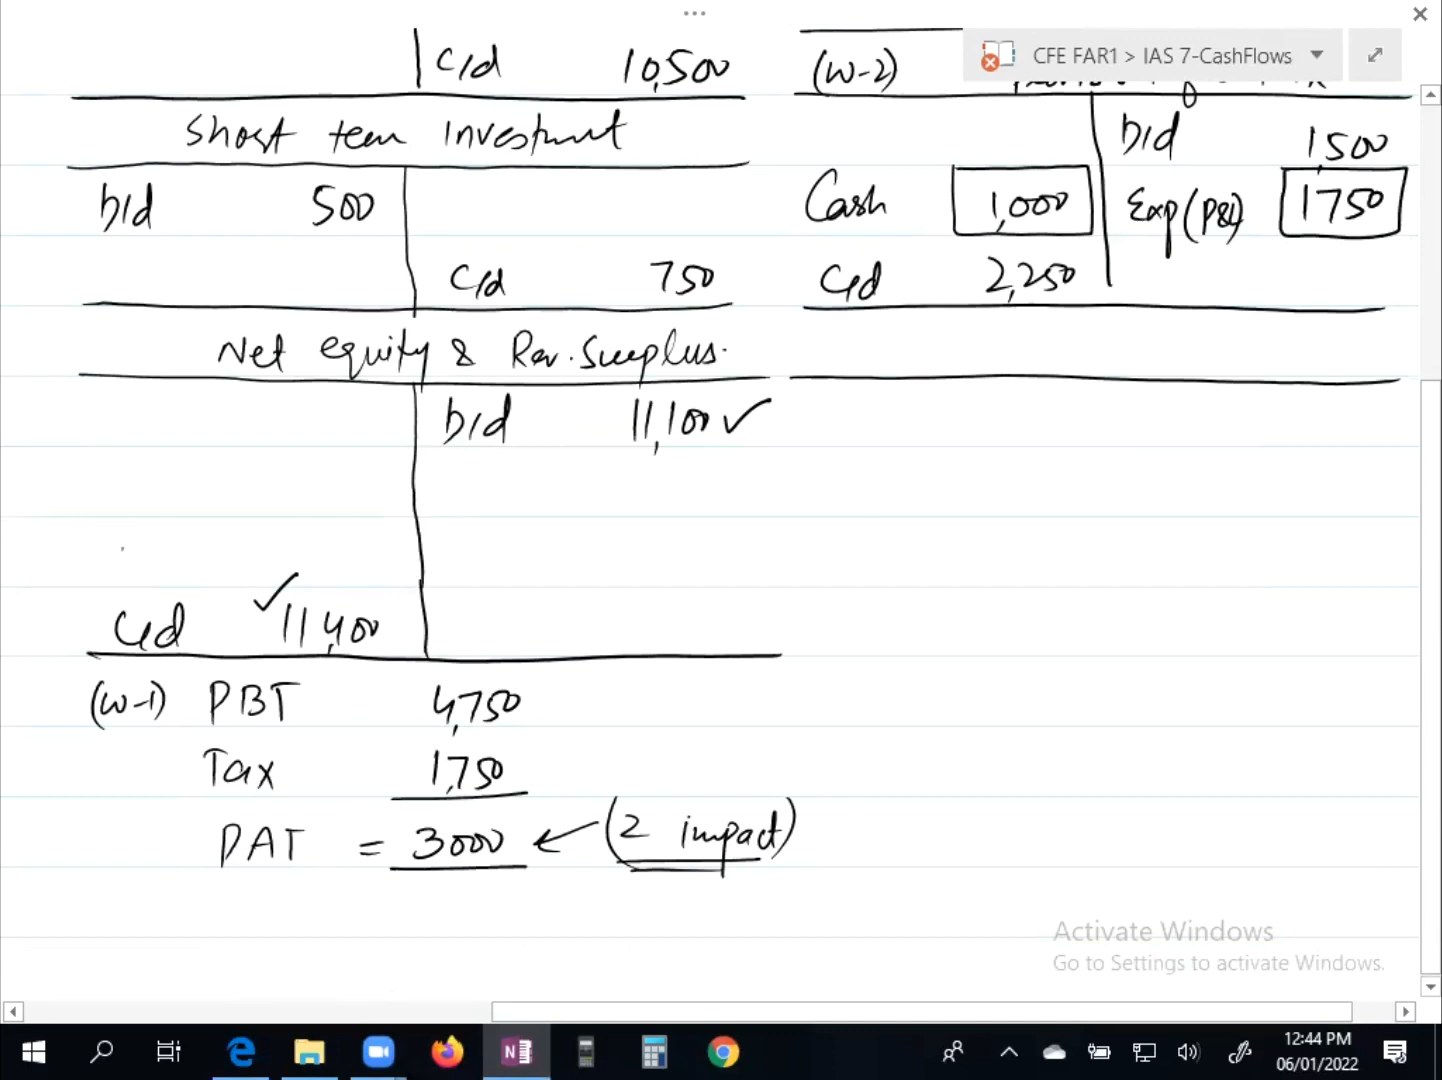 CFE FAR1 > IAS 7-CashFlows
c/d 10,500
Short term investment
b/d 500
c/d 750
Net equity & Rev. Surplus.
b/d 11,100 ✓
c/d ✓ 11,400
(W-1) PBT 4,750
Tax 1,750
PAT = 3000 ← (2 impact)
(W-2)
b/d 1,500
Cash 1,000 Exp (P&L) 1750
c/d 2,250
Activate Windows
Go to Settings to activate Windows.
12:44 PM
06/01/2022